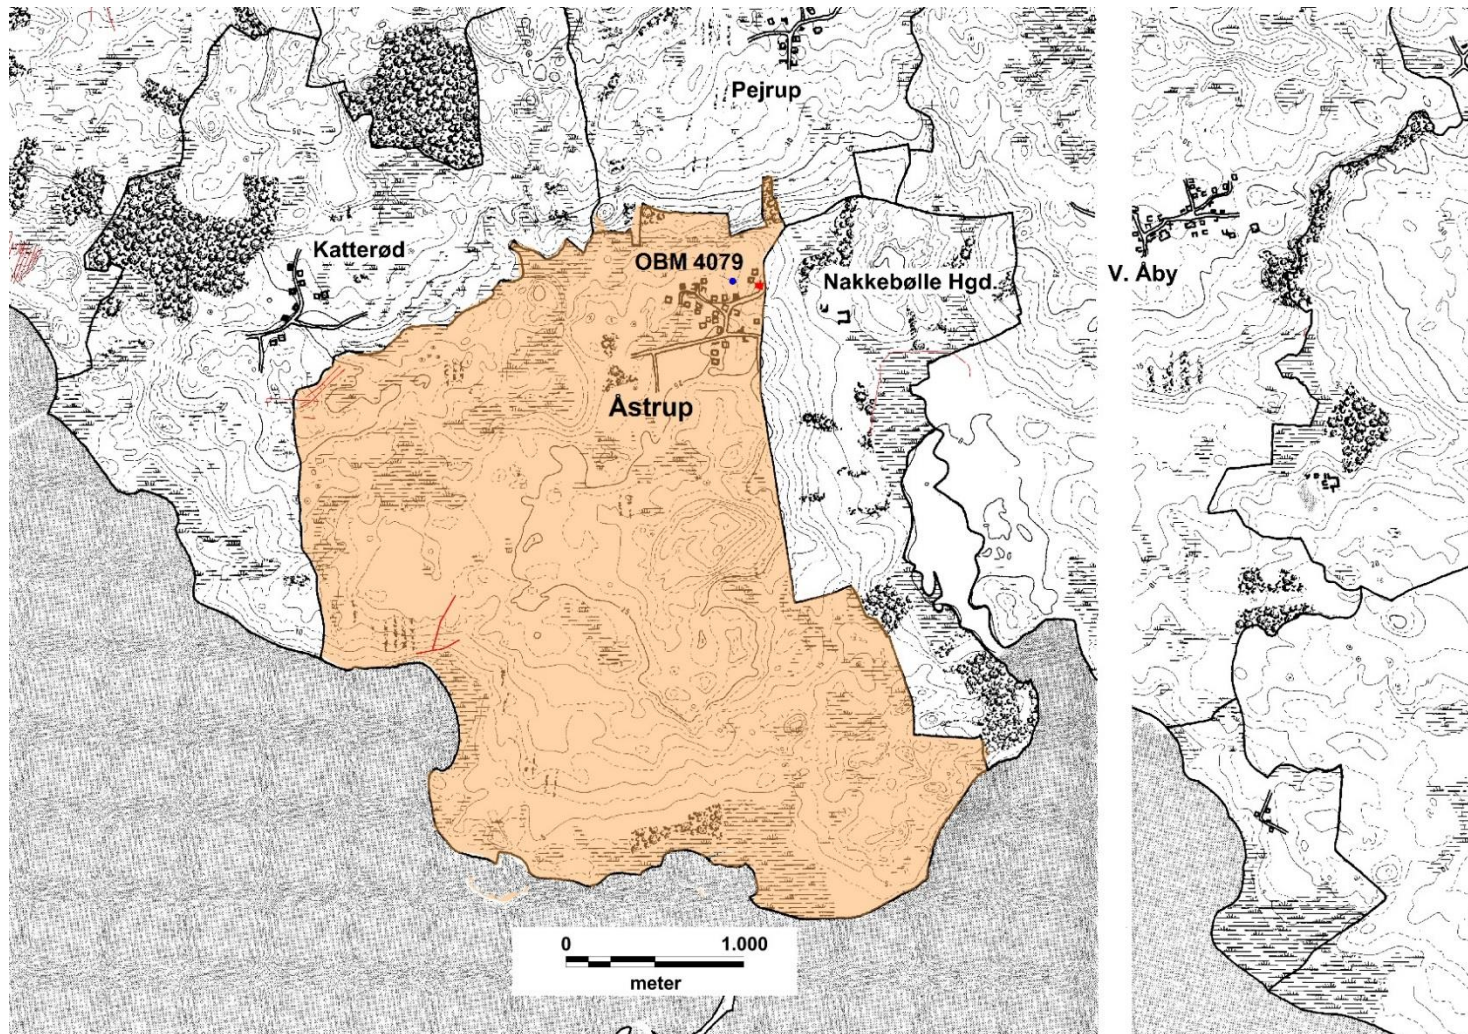 Pejrup
Katterød
OBM 4079
Nakkebølle Hgd.
V. Åby
Åstrup
0 1.000
meter